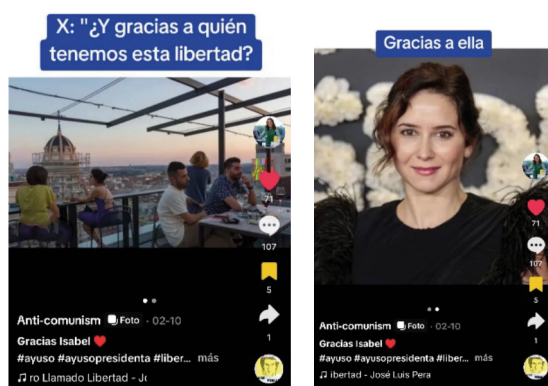 X: "¿Y gracias a quién
tenemos esta libertad?
71
107
5
1
Anti-comunism Foto · 02-10
Gracias Isabel ❤️
#ayuso #ayusopresidenta #liber... más
ro Llamado Libertad - Jo
Gracias a ella
71
107
5
1
Anti-comunism Foto · 02-10
Gracias Isabel ❤️
#ayuso #ayusopresidenta #liber... más
ibertad - José Luis Pera